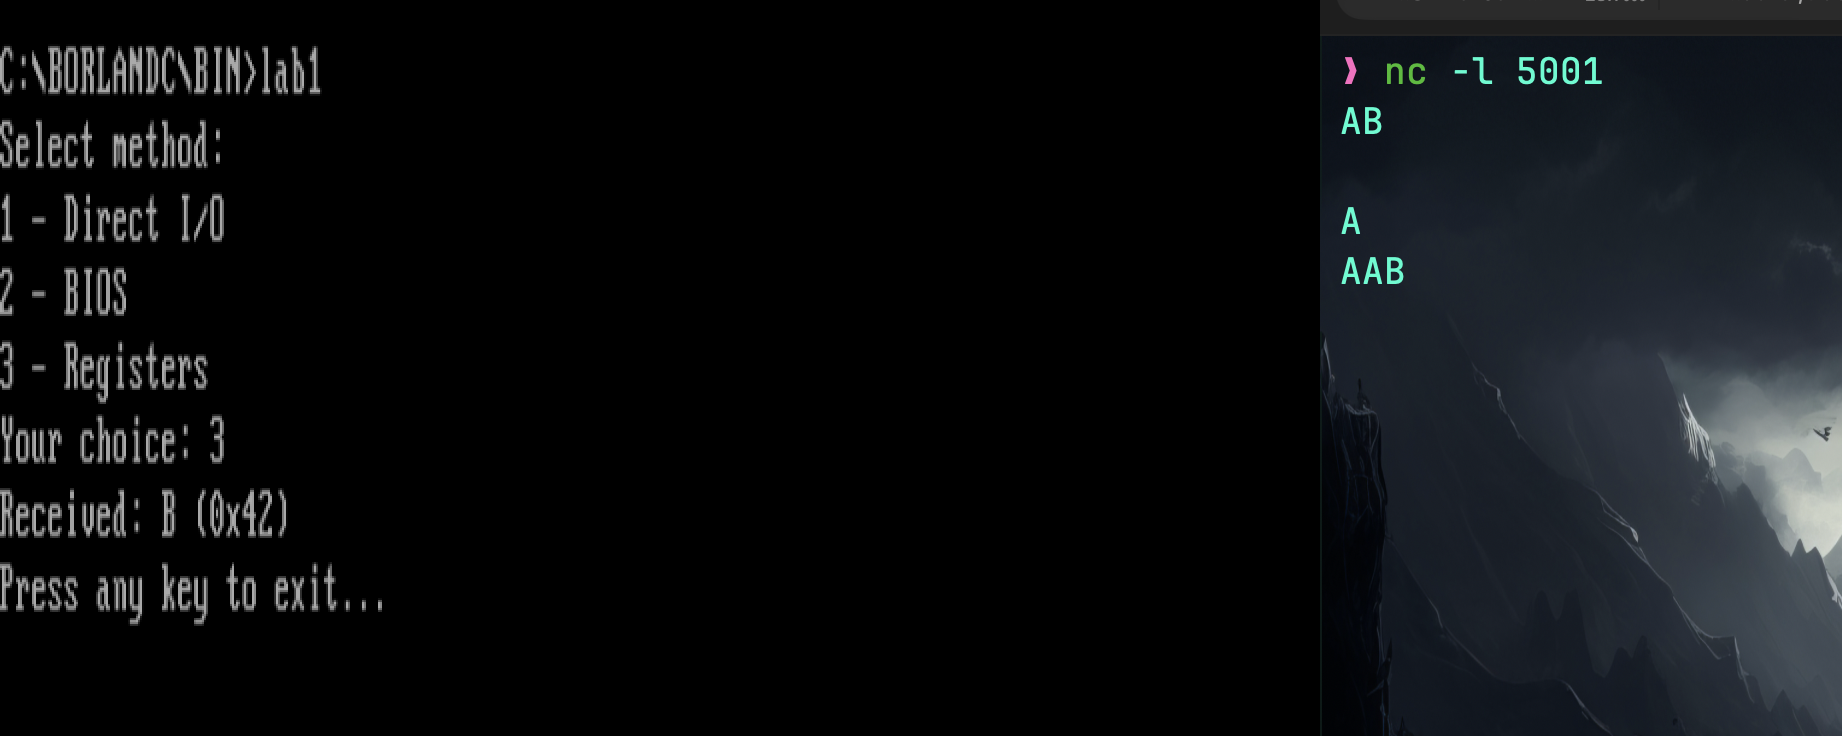 C:\BORLANDC\BIN>lab1
Select method:
1 - Direct I/O
2 - BIOS
3 - Registers
Your choice: 3
Received: B (0x42)
Press any key to exit...
❱ nc -l 5001
AB
A
AAB